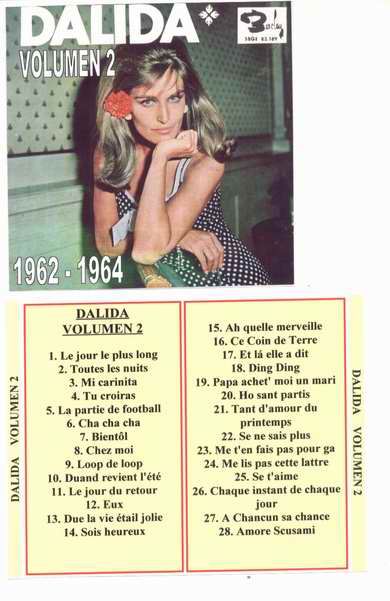 DALIDA
VOLUMEN 2
Barclay
1962 - 1964
DALIDA VOLUMEN 2
DALIDA
VOLUMEN 2
1. Le jour le plus long
2. Toutes les nuits
3. Mi carinita
4. Tu croiras
5. La partie de football
6. Cha cha cha
7. Bientôl
8. Chez moi
9. Loop de loop
10. Duand revient l'été
11. Le jour du retour
12. Eux
13. Due la vie étail jolie
14. Sois heureux
15. Ah quelle merveille
16. Ce Coin de Terre
17. Et lá elle a dit
18. Ding Ding
19. Papa achet' moi un mari
20. Ho sant partis
21. Tant d'amour du
printemps
22. Se ne sais plus
23. Me t'en fais pas pour ga
24. Me lis pas cette lattre
25. Se t'aime
26. Chaque instant de chaque
jour
27. A Chancun sa chance
28. Amore Scusami
DALIDA VOLUMEN 2